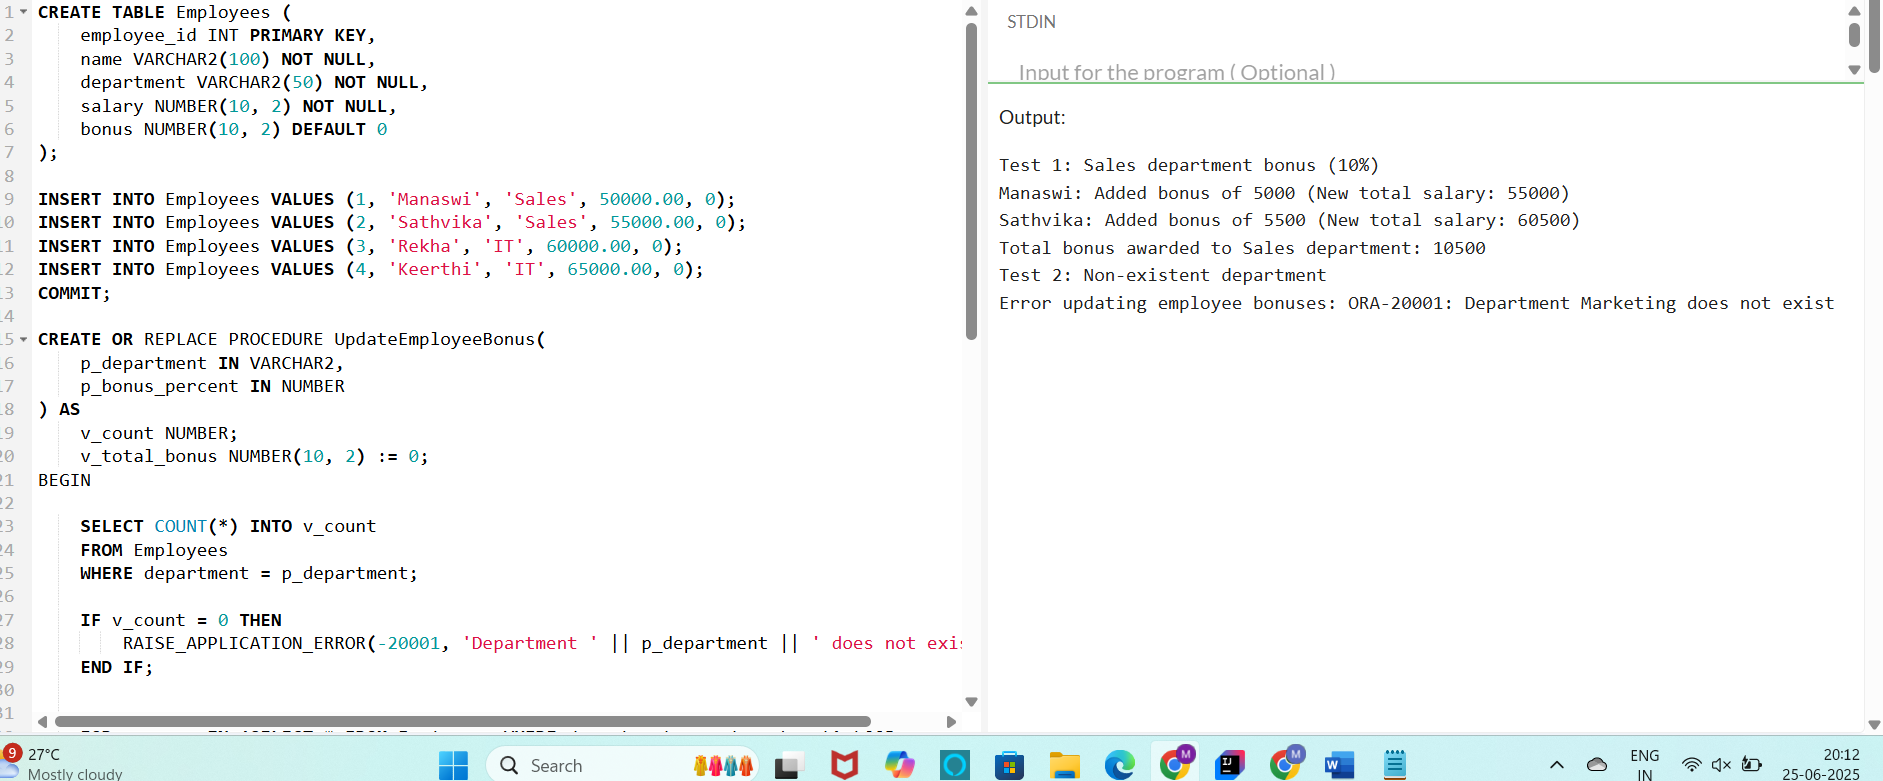 1 CREATE TABLE Employees (
2 employee_id INT PRIMARY KEY,
3 name VARCHAR2(100) NOT NULL,
4 department VARCHAR2(50) NOT NULL,
5 salary NUMBER(10, 2) NOT NULL,
6 bonus NUMBER(10, 2) DEFAULT 0
7 );
8
9 INSERT INTO Employees VALUES (1, 'Manaswi', 'Sales', 50000.00, 0);
0 INSERT INTO Employees VALUES (2, 'Sathvika', 'Sales', 55000.00, 0);
1 INSERT INTO Employees VALUES (3, 'Rekha', 'IT', 60000.00, 0);
2 INSERT INTO Employees VALUES (4, 'Keerthi', 'IT', 65000.00, 0);
3 COMMIT;
4
5 CREATE OR REPLACE PROCEDURE UpdateEmployeeBonus(
6 p_department IN VARCHAR2,
7 p_bonus_percent IN NUMBER
8 ) AS
9 v_count NUMBER;
20 v_total_bonus NUMBER(10, 2) := 0;
21 BEGIN
22
23 SELECT COUNT(*) INTO v_count
24 FROM Employees
25 WHERE department = p_department;
26
27 IF v_count = 0 THEN
28 RAISE_APPLICATION_ERROR(-20001, 'Department ' || p_department || ' does not exi
29 END IF;
30
31
STDIN
Input for the program ( Optional )
Output:
Test 1: Sales department bonus (10%)
Manaswi: Added bonus of 5000 (New total salary: 55000)
Sathvika: Added bonus of 5500 (New total salary: 60500)
Total bonus awarded to Sales department: 10500
Test 2: Non-existent department
Error updating employee bonuses: ORA-20001: Department Marketing does not exist
9
27°C
Mostly cloudy
Search
M
IJ
M
W
ENG
IN
20:12
25-06-2025